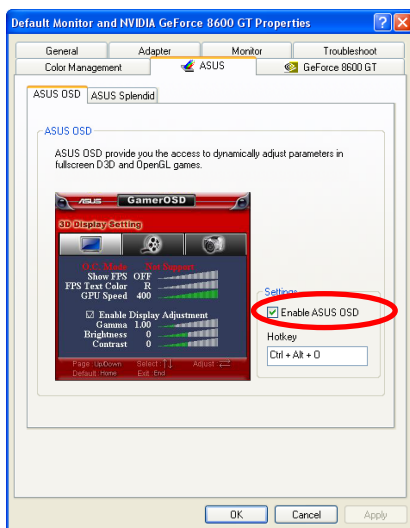 Default Monitor and NVIDIA GeForce 8600 GT Properties
General Adapter Monitor Troubleshoot
Color Management ASUS GeForce 8600 GT
ASUS OSD ASUS Splendid
ASUS OSD
ASUS OSD provide you the access to dynamically adjust parameters in
fullscreen D3D and OpenGL games.
ASUS GamerOSD
3D Display Setting
O.C. Mode Not Support
Show FPS OFF
FPS Text Color R
GPU Speed 400
Enable Display Adjustment
Gamma 1.00
Brightness 0
Contrast 0
Page :Up/Down Select :↑↓ Adjust :⇄
Default :Home Exit :End
Settings
Enable ASUS OSD
Hotkey
Ctrl + Alt + O
OK Cancel Apply